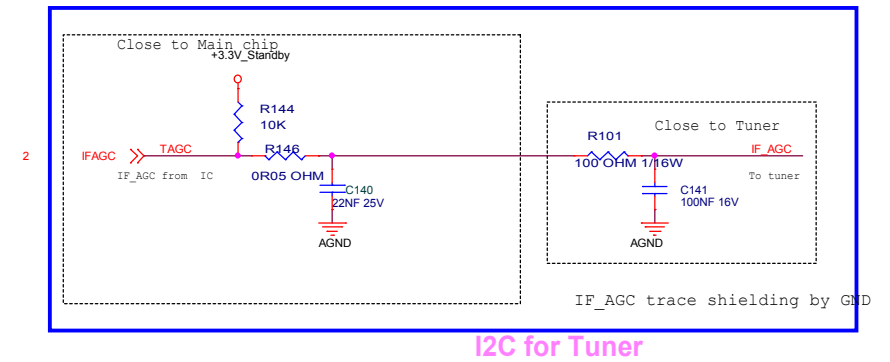 Close to Main chip
+3.3V_Standby
R144
10K
R101
Close to Tuner
2
IFAGC
TAGC
R146
IF_AGC
IF_AGC from IC
0R05 OHM
100 OHM 1/16W
To tuner
C140
22NF 25V
C141
100NF 16V
AGND
AGND
IF_AGC trace shielding by GND
I2C for Tuner